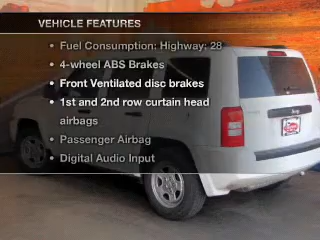 VEHICLE FEATURES
• Fuel Consumption: Highway: 28
• 4-wheel ABS Brakes
• Front Ventilated disc brakes
• 1st and 2nd row curtain head
airbags
• Passenger Airbag
• Digital Audio Input